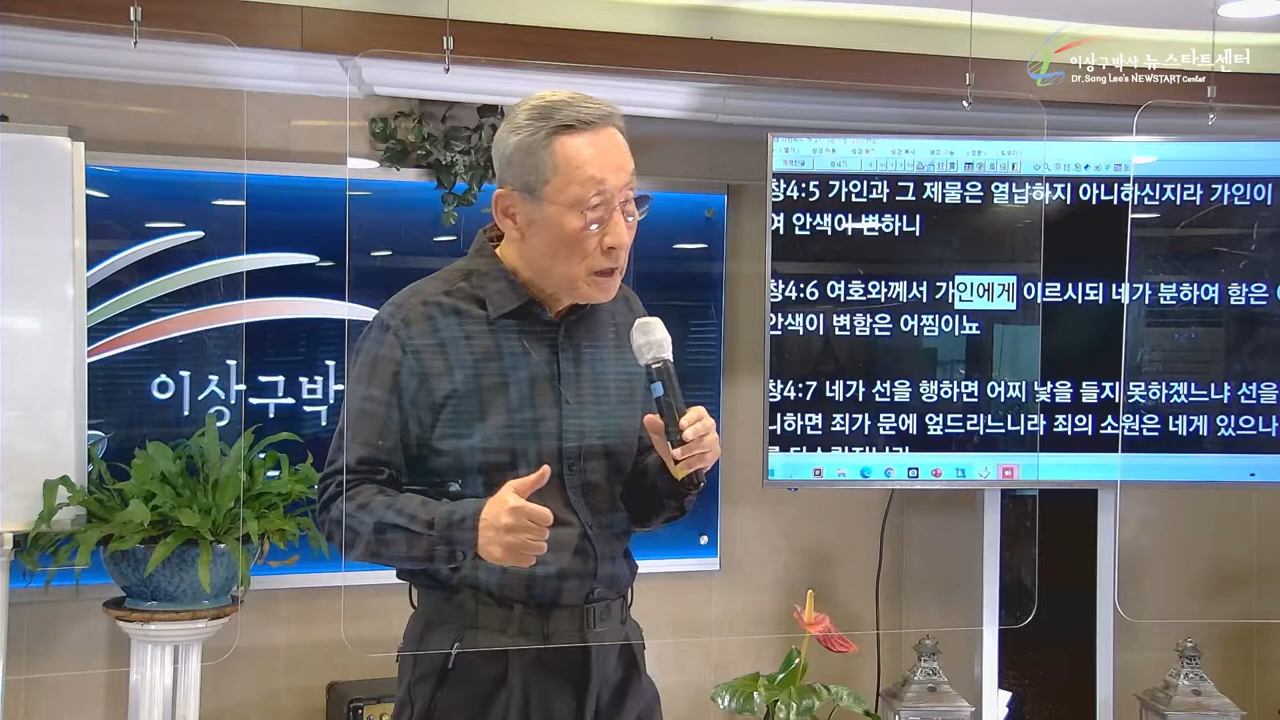 이상구박사 뉴스타트센터
Dr. Sang Lee's NEWSTART Center
이상구박
창4:5 가인과 그 제물은 열납하지 아니하신지라 가인이
여 안색이 변하니
창4:6 여호와께서 가인에게 이르시되 네가 분하여 함은
안색이 변함은 어찜이뇨
창4:7 네가 선을 행하면 어찌 낯을 들지 못하겠느냐 선을
니하면 죄가 문에 엎드리느니라 죄의 소원은 네게 있으나